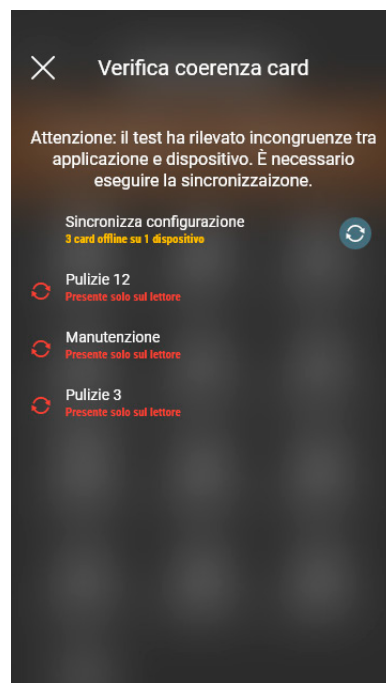 Verifica coerenza card
Attenzione: il test ha rilevato incongruenze tra
applicazione e dispositivo. È necessario
eseguire la sincronizzaizone.
Sincronizza configurazione
3 card offline su 1 dispositivo
Pulizie 12
Presente solo sul lettore
Manutenzione
Presente solo sul lettore
Pulizie 3
Presente solo sul lettore